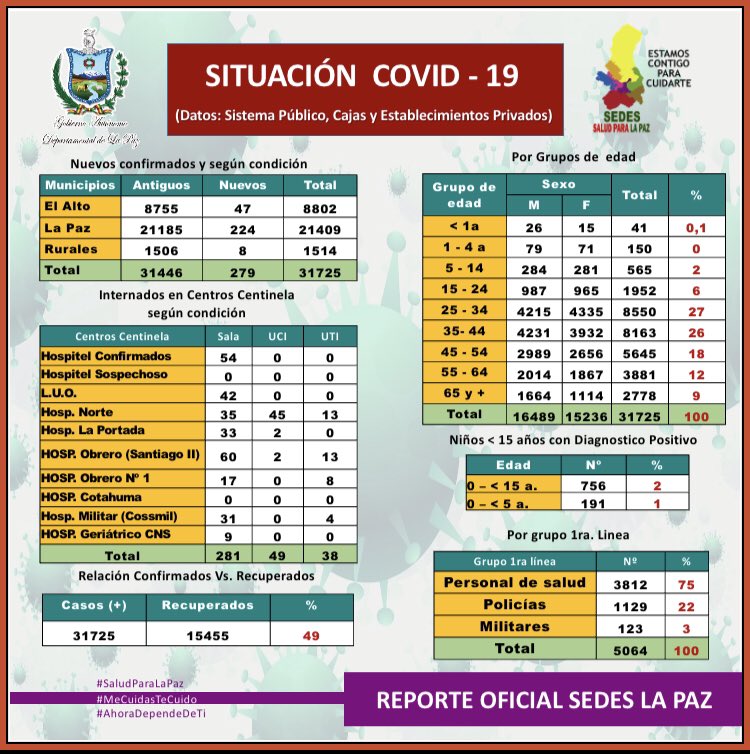 Gobierno Autónomo
Departamental de La Paz
SITUACIÓN COVID - 19
(Datos: Sistema Público, Cajas y Establecimientos Privados)
ESTAMOS
CONTIGO
PARA
CUIDARTE
SEDES
SALUD PARA LA PAZ
Nuevos confirmados y según condición
Municipios Antiguos Nuevos Total
El Alto 8755 47 8802
La Paz 21185 224 21409
Rurales 1506 8 1514
Total 31446 279 31725
Internados en Centros Centinela
según condición
Centros Centinela Sala UCI UTI
Hospitel Confirmados 54 0 0
Hospitel Sospechoso 0 0 0
L.U.O. 42 0 0
Hosp. Norte 35 45 13
Hosp. La Portada 33 2 0
HOSP. Obrero (Santiago II) 60 2 13
HOSP. Obrero Nº 1 17 0 8
HOSP. Cotahuma 0 0 0
Hosp. Militar (Cossmil) 31 0 4
HOSP. Geriátrico CNS 9 0 0
Total 281 49 38
Relación Confirmados Vs. Recuperados
Casos (+) Recuperados %
31725 15455 49
Por Grupos de edad
Grupo de edad Sexo Total %
M F
< 1a 26 15 41 0,1
1 - 4 a 79 71 150 0
5 - 14 284 281 565 2
15 - 24 987 965 1952 6
25 - 34 4215 4335 8550 27
35- 44 4231 3932 8163 26
45 - 54 2989 2656 5645 18
55 - 64 2014 1867 3881 12
65 y + 1664 1114 2778 9
Total 16489 15236 31725 100
Niños < 15 años con Diagnostico Positivo
Edad Nº %
0 – < 15 a. 756 2
0 – < 5 a. 191 1
Por grupo 1ra. Linea
Grupo 1ra línea Nº %
Personal de salud 3812 75
Policías 1129 22
Militares 123 3
Total 5064 100
#SaludParaLaPaz
#MeCuidasTeCuido
#AhoraDependeDeTi
REPORTE OFICIAL SEDES LA PAZ